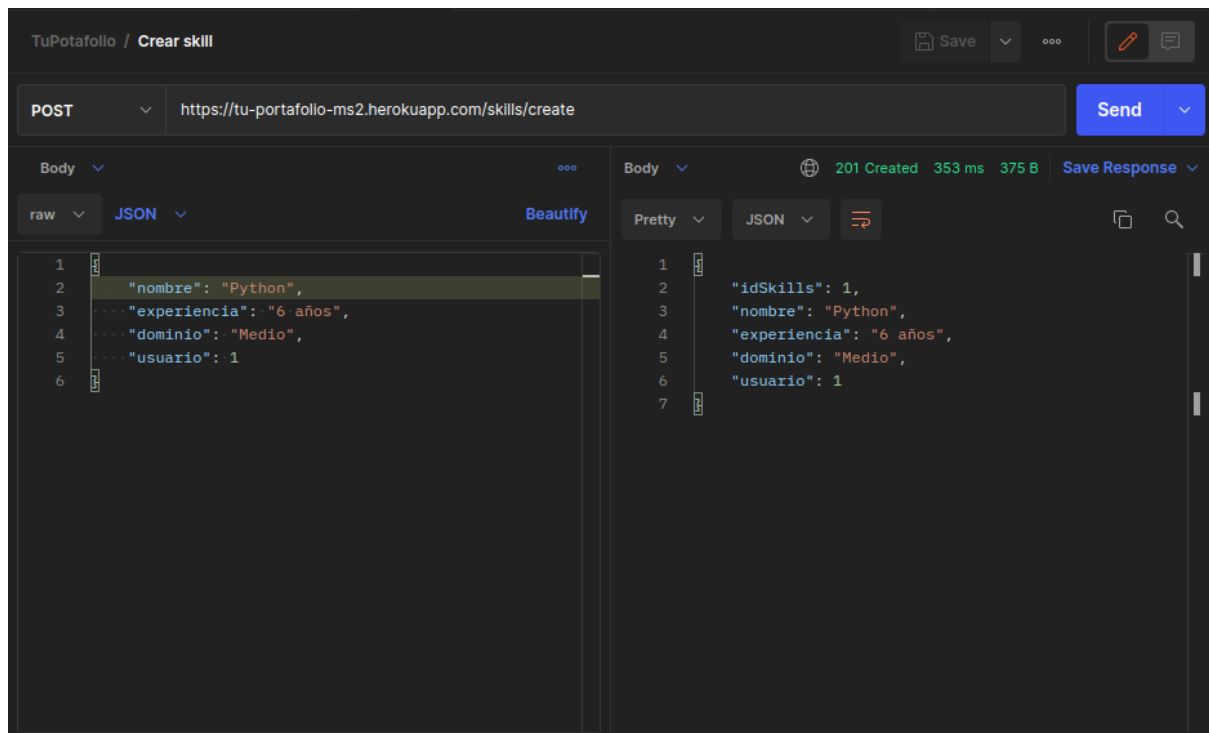 TuPotafolio / Crear skill
Save
POST
https://tu-portafolio-ms2.herokuapp.com/skills/create
Send
Body
raw
JSON
Beautify
1 {
2 "nombre": "Python",
3 "experiencia": "6 años",
4 "dominio": "Medio",
5 "usuario": 1
6 }
Body
201 Created 353 ms 375 B
Save Response
Pretty
JSON
1 {
2 "idSkills": 1,
3 "nombre": "Python",
4 "experiencia": "6 años",
5 "dominio": "Medio",
6 "usuario": 1
7 }